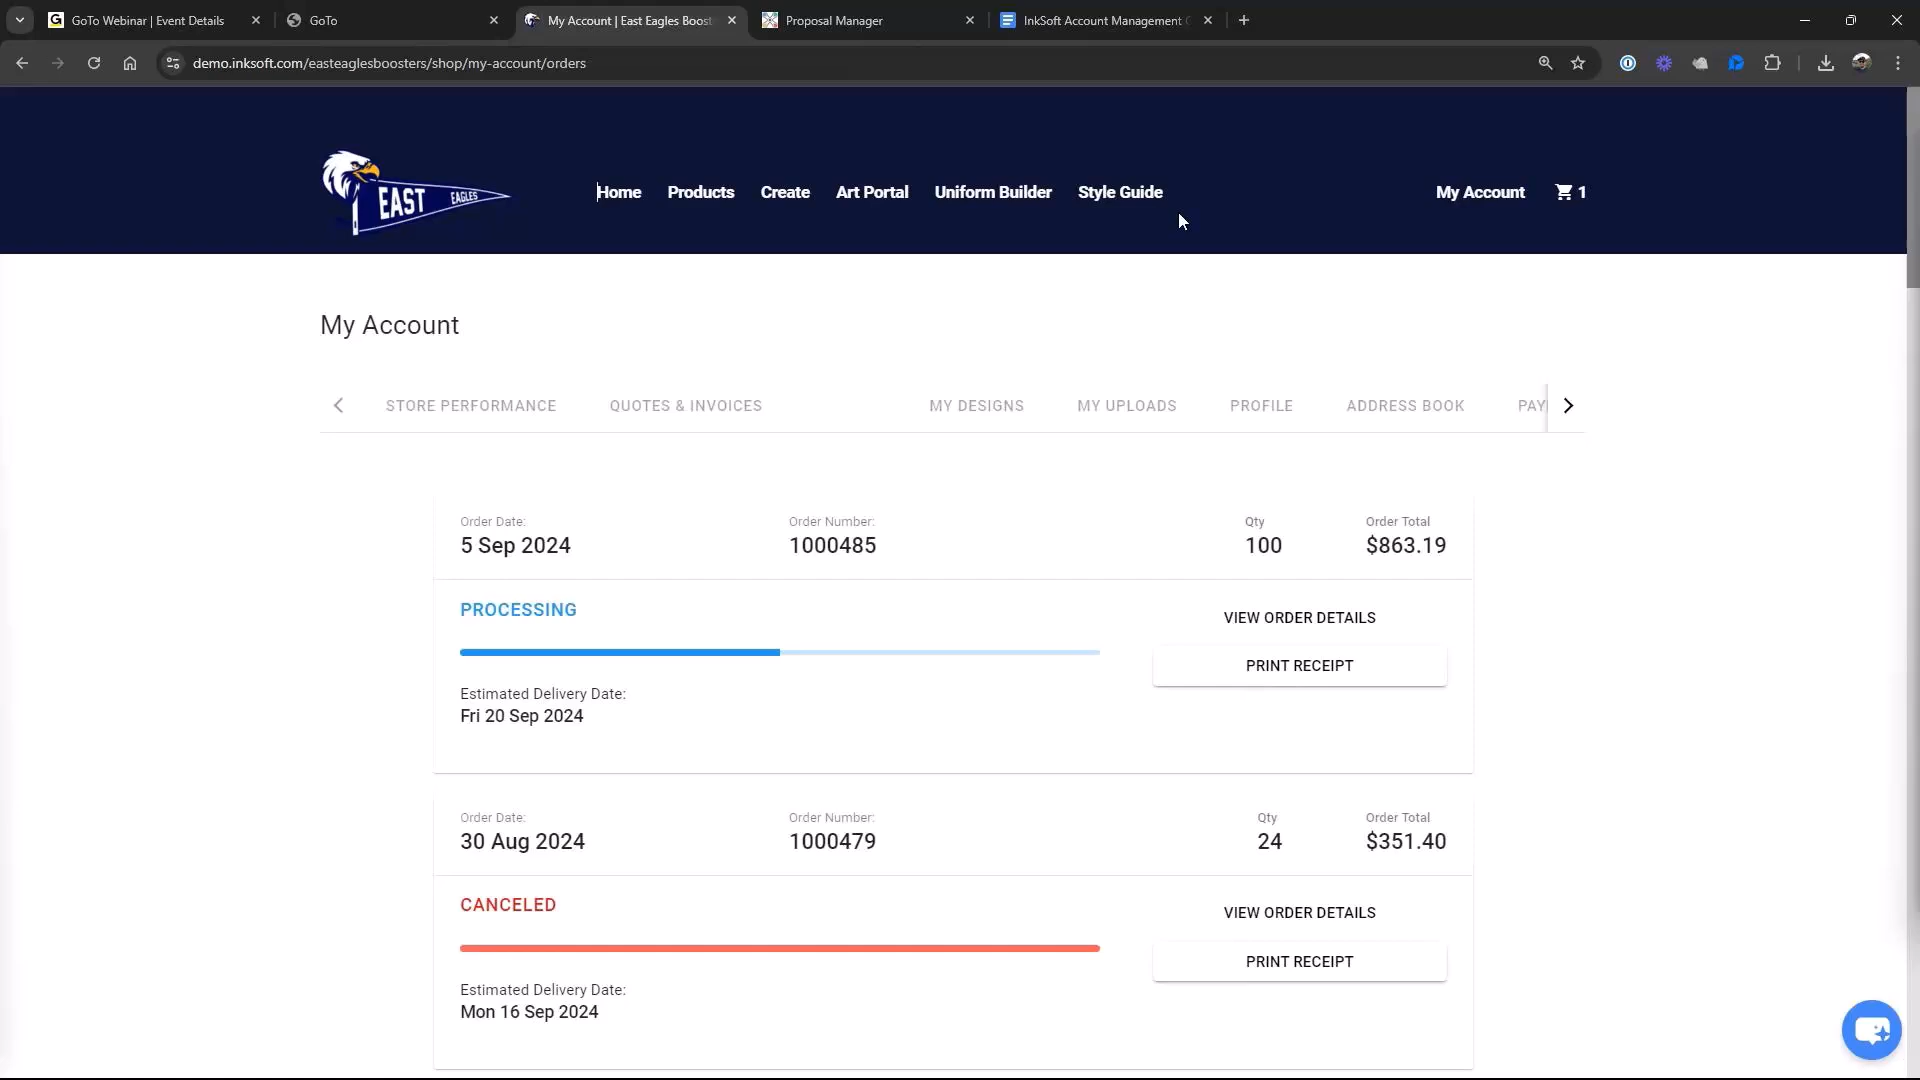 GoTo Webinar | Event Details
GoTo
My Account | East Eagles Boost
Proposal Manager
InkSoft Account Management
demo.inksoft.com/easteaglesboosters/shop/my-account/orders
EAST EAGLES
Home
Products
Create
Art Portal
Uniform Builder
Style Guide
My Account
1
My Account
STORE PERFORMANCE
QUOTES & INVOICES
MY DESIGNS
MY UPLOADS
PROFILE
ADDRESS BOOK
PAY
Order Date:
Order Number:
Qty
Order Total
5 Sep 2024
1000485
100
$863.19
PROCESSING
VIEW ORDER DETAILS
PRINT RECEIPT
Estimated Delivery Date:
Fri 20 Sep 2024
Order Date:
Order Number:
Qty
Order Total
30 Aug 2024
1000479
24
$351.40
CANCELED
VIEW ORDER DETAILS
PRINT RECEIPT
Estimated Delivery Date:
Mon 16 Sep 2024